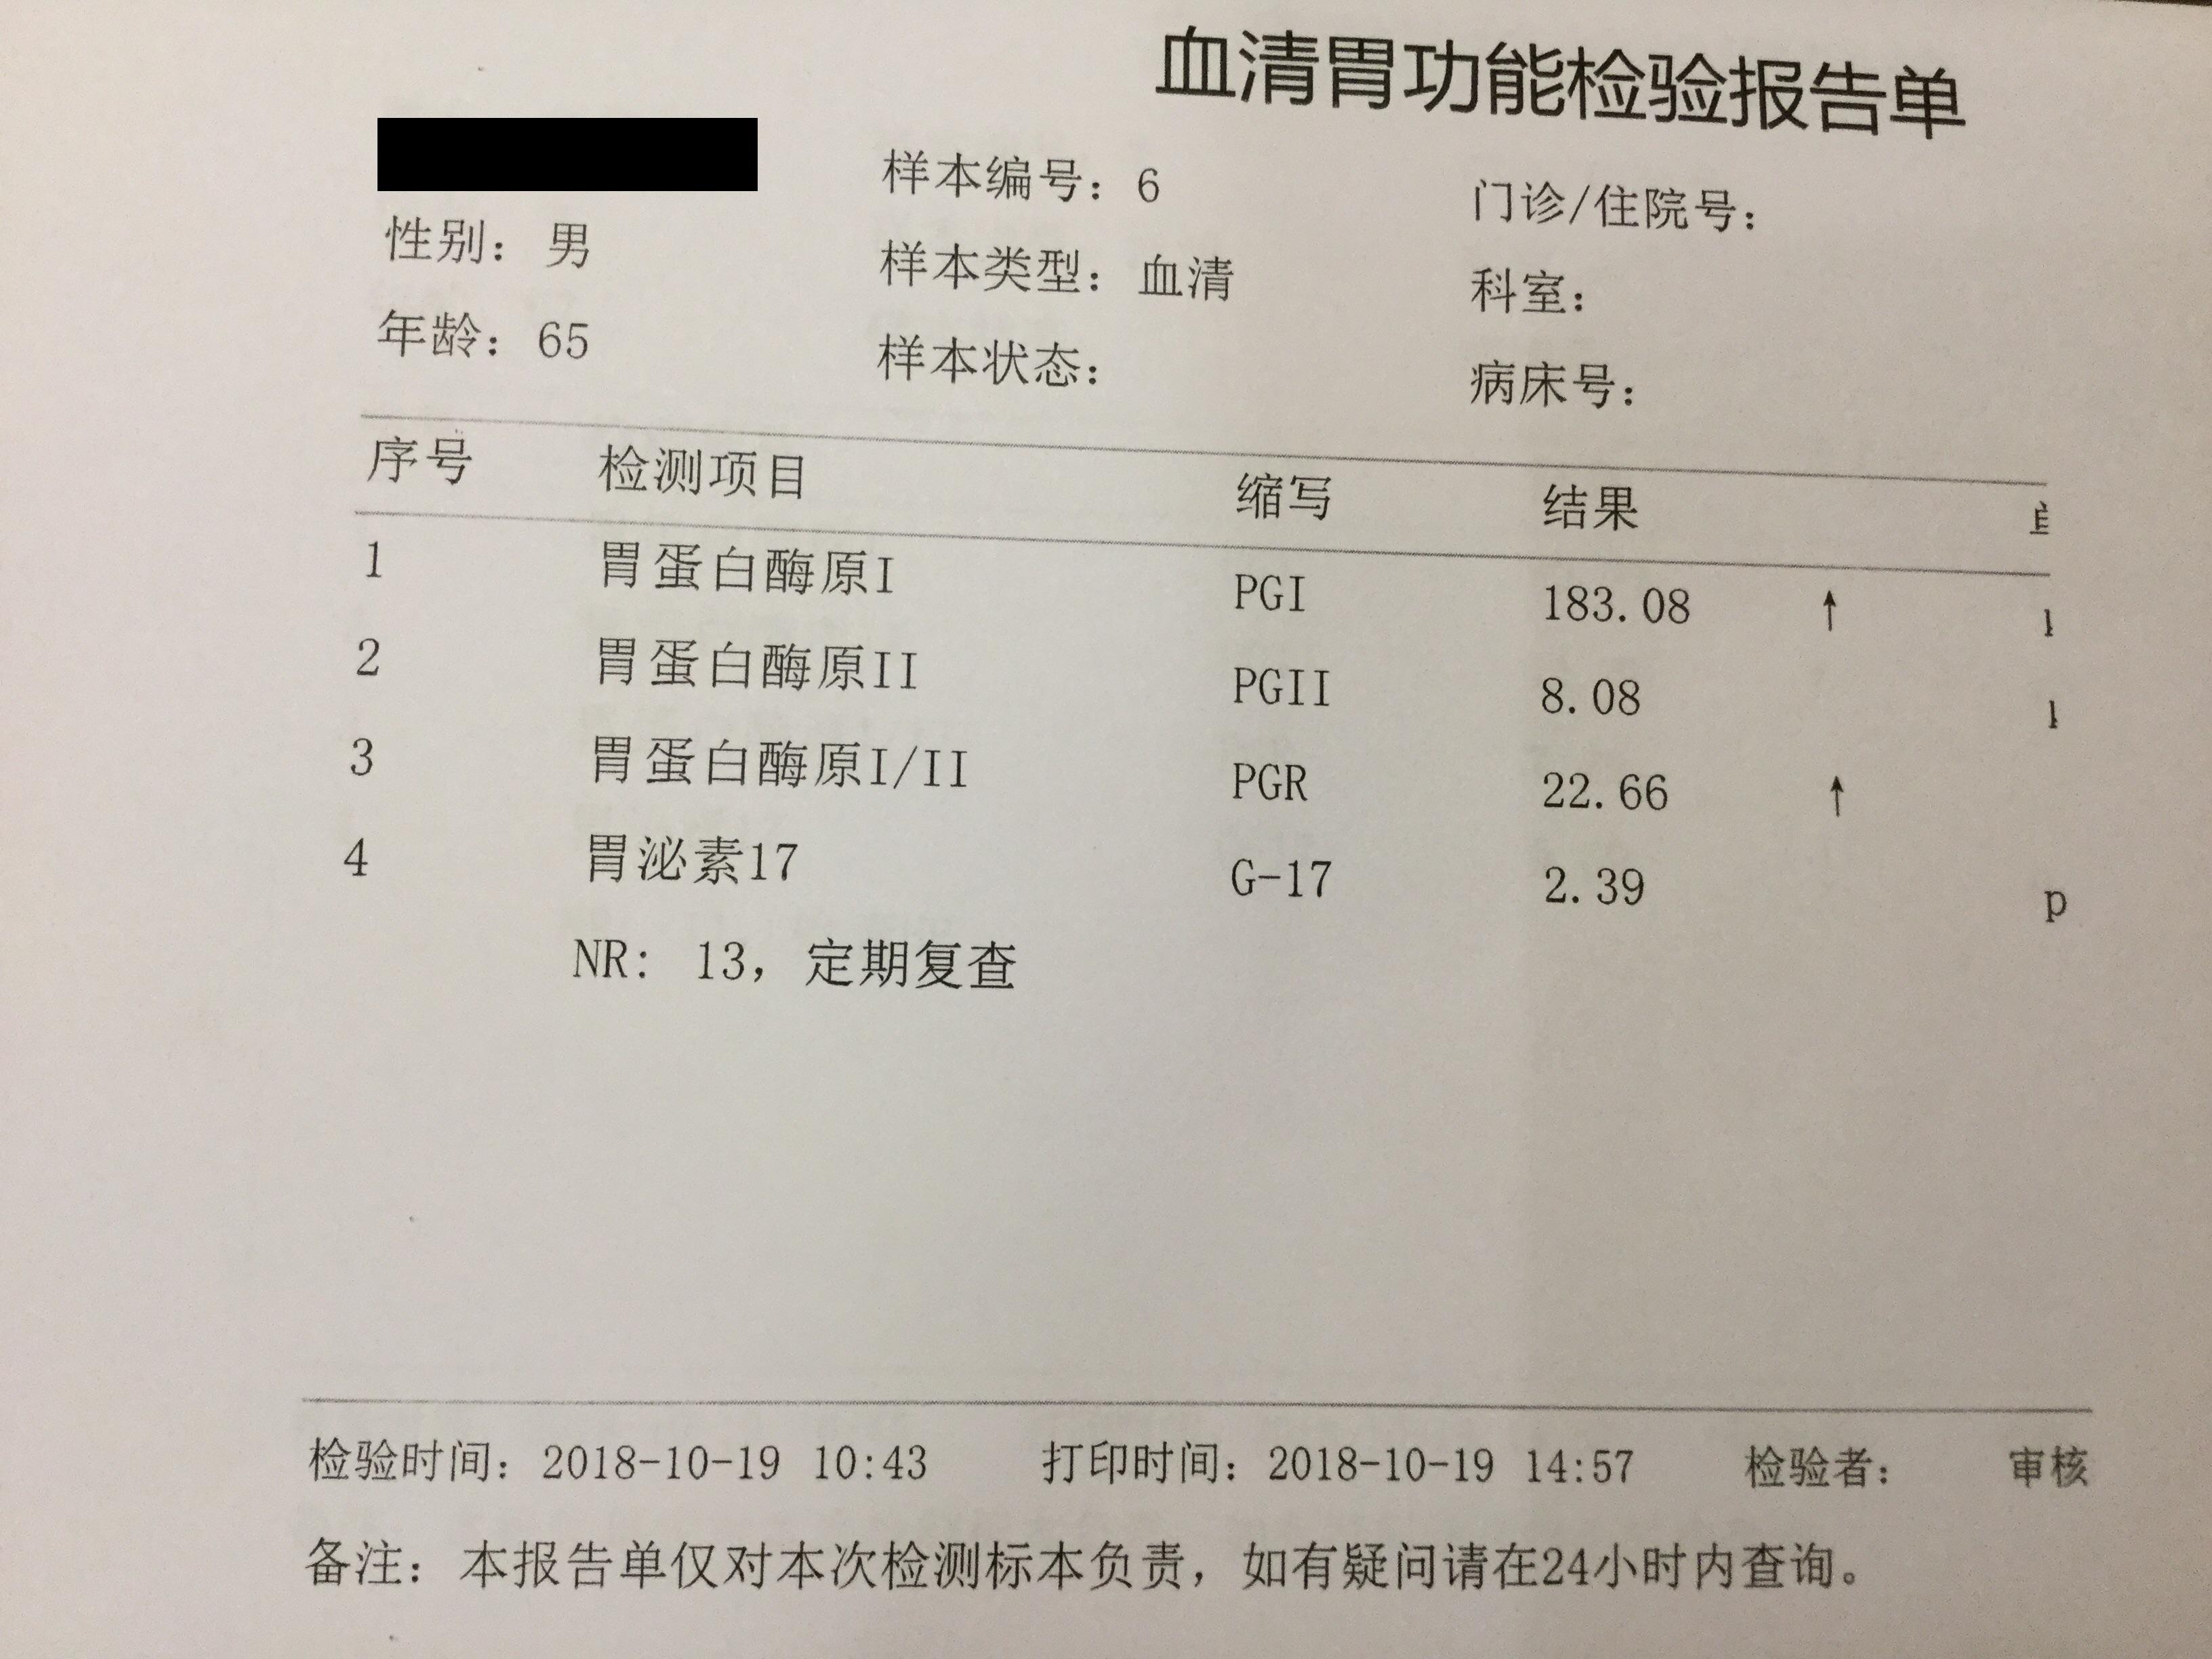 血清胃功能检验报告单
样本编号: 6
门诊/住院号:
性别: 男
样本类型: 血清
科室:
年龄: 65
样本状态:
病床号:
序号 检测项目 缩写 结果
1 胃蛋白酶原I PGI 183.08 ↑
2 胃蛋白酶原II PGII 8.08
3 胃蛋白酶原I/II PGR 22.66 ↑
4 胃泌素17 G-17 2.39 p
NR: 13, 定期复查
检验时间: 2018-10-19 10:43 打印时间: 2018-10-19 14:57 检验者: 审核
备注: 本报告单仅对本次检测标本负责, 如有疑问请在24小时内查询。